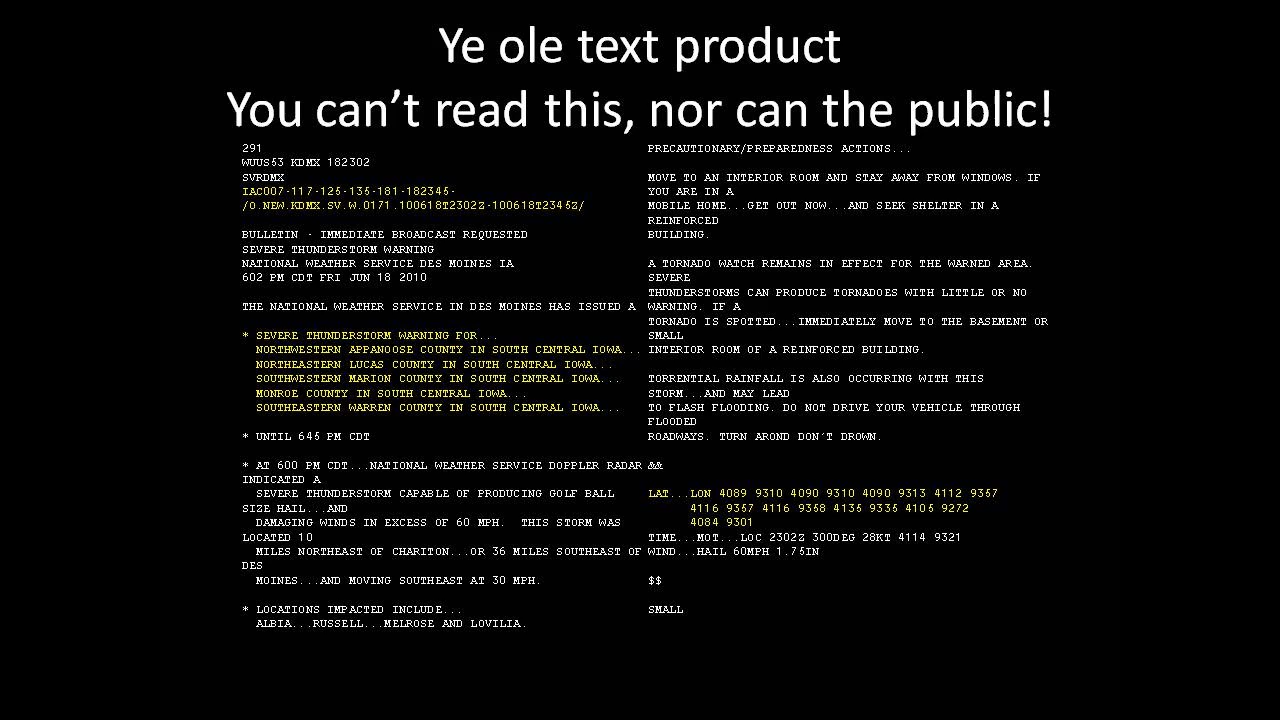 Ye ole text product
You can't read this, nor can the public!
291
WUUS53 KDMX 182302
SVRDMX
IAC007-117-125-135-181-182345-
/O.NEW.KDMX.SV.W.0171.100618T2302Z-100618T2345Z/
BULLETIN - IMMEDIATE BROADCAST REQUESTED
SEVERE THUNDERSTORM WARNING
NATIONAL WEATHER SERVICE DES MOINES IA
602 PM CDT FRI JUN 18 2010
THE NATIONAL WEATHER SERVICE IN DES MOINES HAS ISSUED A
* SEVERE THUNDERSTORM WARNING FOR...
NORTHWESTERN APPANOOSE COUNTY IN SOUTH CENTRAL IOWA...
NORTHEASTERN LUCAS COUNTY IN SOUTH CENTRAL IOWA...
SOUTHWESTERN MARION COUNTY IN SOUTH CENTRAL IOWA...
MONROE COUNTY IN SOUTH CENTRAL IOWA...
SOUTHEASTERN WARREN COUNTY IN SOUTH CENTRAL IOWA...
* UNTIL 645 PM CDT
* AT 600 PM CDT...NATIONAL WEATHER SERVICE DOPPLER RADAR
INDICATED A
SEVERE THUNDERSTORM CAPABLE OF PRODUCING GOLF BALL
SIZE HAIL...AND
DAMAGING WINDS IN EXCESS OF 60 MPH. THIS STORM WAS
LOCATED 10
MILES NORTHEAST OF CHARITON...OR 36 MILES SOUTHEAST OF
DES
MOINES...AND MOVING SOUTHEAST AT 30 MPH.
* LOCATIONS IMPACTED INCLUDE...
ALBIA...RUSSELL...MELROSE AND LOVILIA.
PRECAUTIONARY/PREPAREDNESS ACTIONS...
MOVE TO AN INTERIOR ROOM AND STAY AWAY FROM WINDOWS. IF
YOU ARE IN A
MOBILE HOME...GET OUT NOW...AND SEEK SHELTER IN A
REINFORCED
BUILDING.
A TORNADO WATCH REMAINS IN EFFECT FOR THE WARNED AREA.
SEVERE
THUNDERSTORMS CAN PRODUCE TORNADOES WITH LITTLE OR NO
WARNING. IF A
TORNADO IS SPOTTED...IMMEDIATELY MOVE TO THE BASEMENT OR
SMALL
INTERIOR ROOM OF A REINFORCED BUILDING.
TORRENTIAL RAINFALL IS ALSO OCCURRING WITH THIS
STORM...AND MAY LEAD
TO FLASH FLOODING. DO NOT DRIVE YOUR VEHICLE THROUGH
FLOODED
ROADWAYS. TURN AROND DON'T DROWN.
&&
LAT...LON 4089 9310 4090 9310 4090 9313 4112 9357
4116 9357 4116 9358 4135 9335 4105 9272
4084 9301
TIME...MOT...LOC 2302Z 300DEG 28KT 4114 9321
WIND...HAIL 60MPH 1.75IN
$$
SMALL